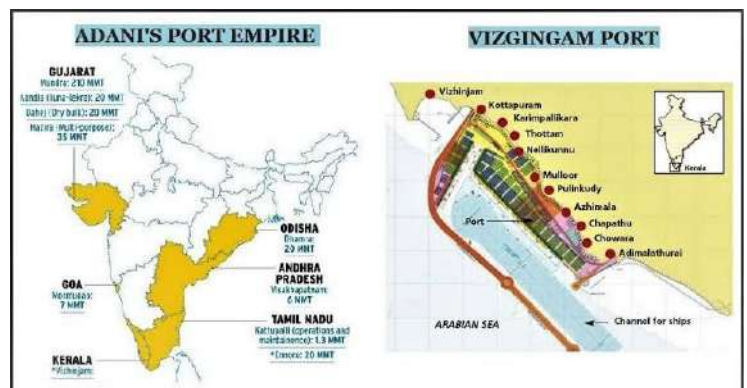 ADANI'S PORT EMPIRE
GUJARAT
Mundra: 210 MMT
Kandla (Tuna-Tekra): 20 MMT
Dahej (Dry bulk): 20 MMT
Hazira (Multi-purpose):
35 MMT
ODISHA
Dhamra:
20 MMT
ANDHRA
PRADESH
Visakhapatnam:
6 MMT
GOA
Mormugao:
7 MMT
TAMIL NADU
Kattupalli (operations and
maintainence): 1.3 MMT
*Ennore: 20 MMT
KERALA
*Vizhinjam:
VIZGINGAM PORT
Vizhinjam
Kottapuram
Karimpallikara
Thottam
Nellikunnu
Mulloor
Pulinkudy
Azhimala
Chapathu
Chowara
Adimalathurai
Port
Kerala
ARABIAN SEA
Channel for ships